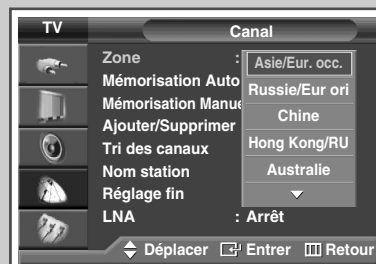 TV
Canal
Zone :
Asie/Eur. occ.
Mémorisation Auto
Russie/Eur ori
Mémorisation Manue
Chine
Ajouter/Supprimer
Hong Kong/RU
Tri des canaux
Australie
Nom station
Réglage fin
LNA : Arrêt
Déplacer Entrer Retour